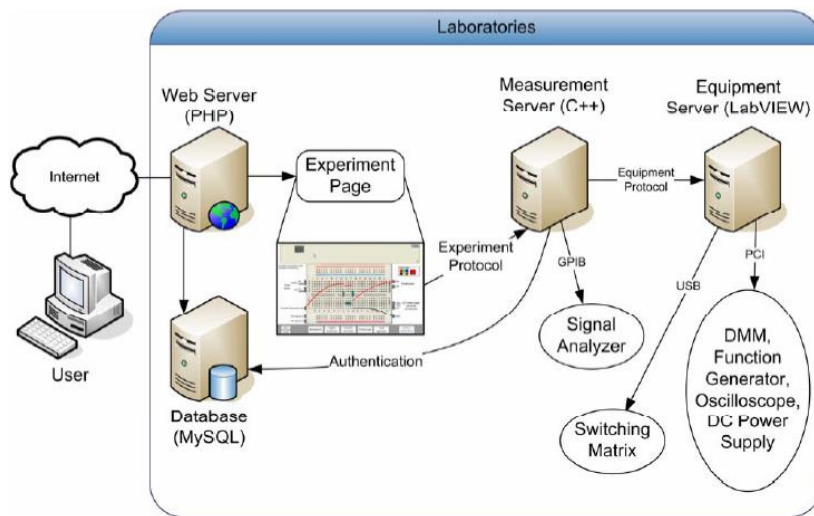 Laboratories
Web Server
(PHP)
Measurement
Server (C++)
Equipment
Server (LabVIEW)
Internet
Experiment
Page
Equipment
Protocol
Experiment
Protocol
GPIB
USB
PCI
User
Authentication
Signal
Analyzer
DMM,
Function
Generator,
Oscilloscope,
DC Power
Supply
Database
(MySQL)
Switching
Matrix